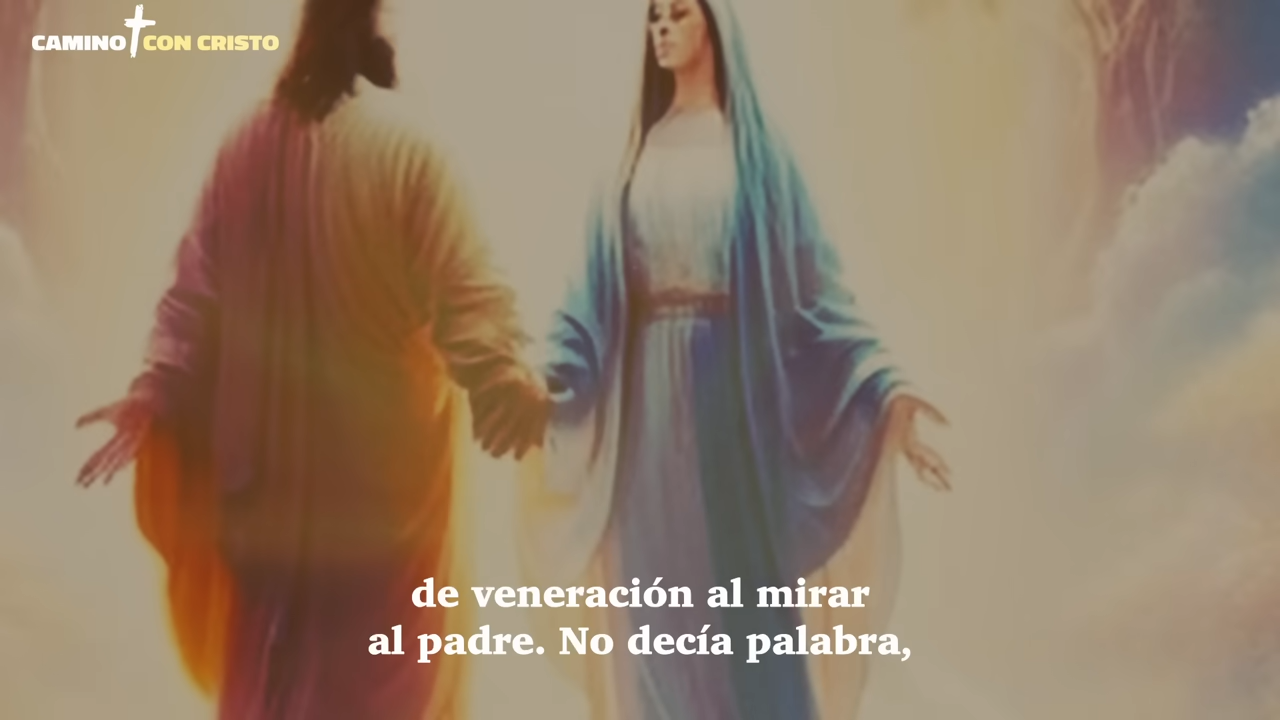 CAMINO CON CRISTO
de veneración al mirar
al padre. No decía palabra,